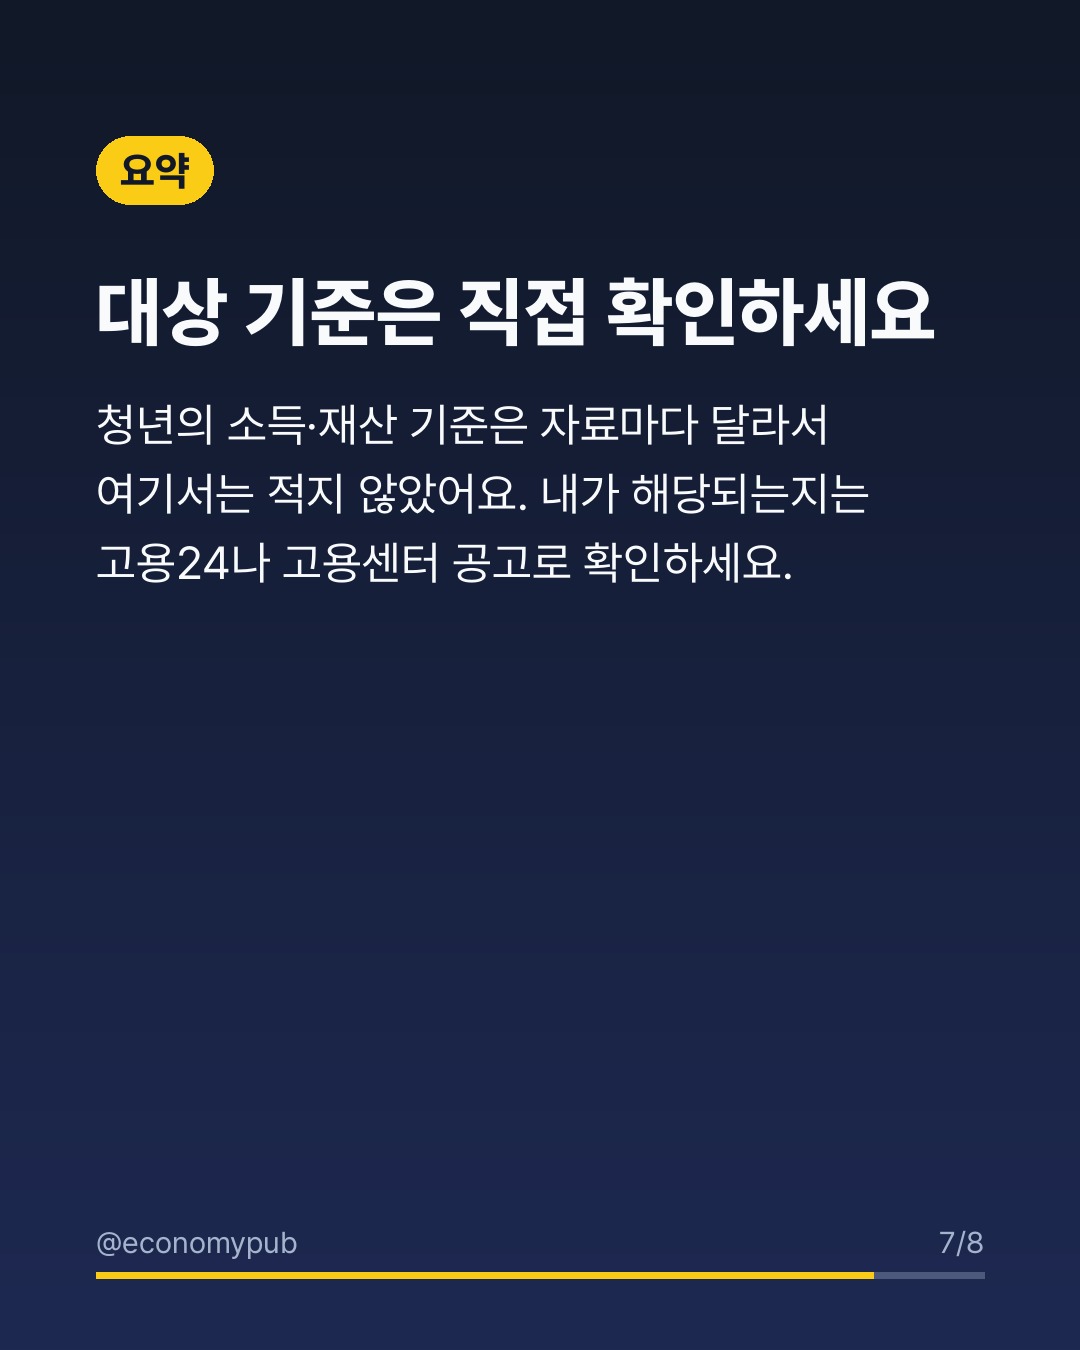 요약
대상 기준은 직접 확인하세요
청년의 소득·재산 기준은 자료마다 달라서
여기서는 적지 않았어요. 내가 해당되는지는
고용24나 고용센터 공고로 확인하세요.
@economypub
7/8